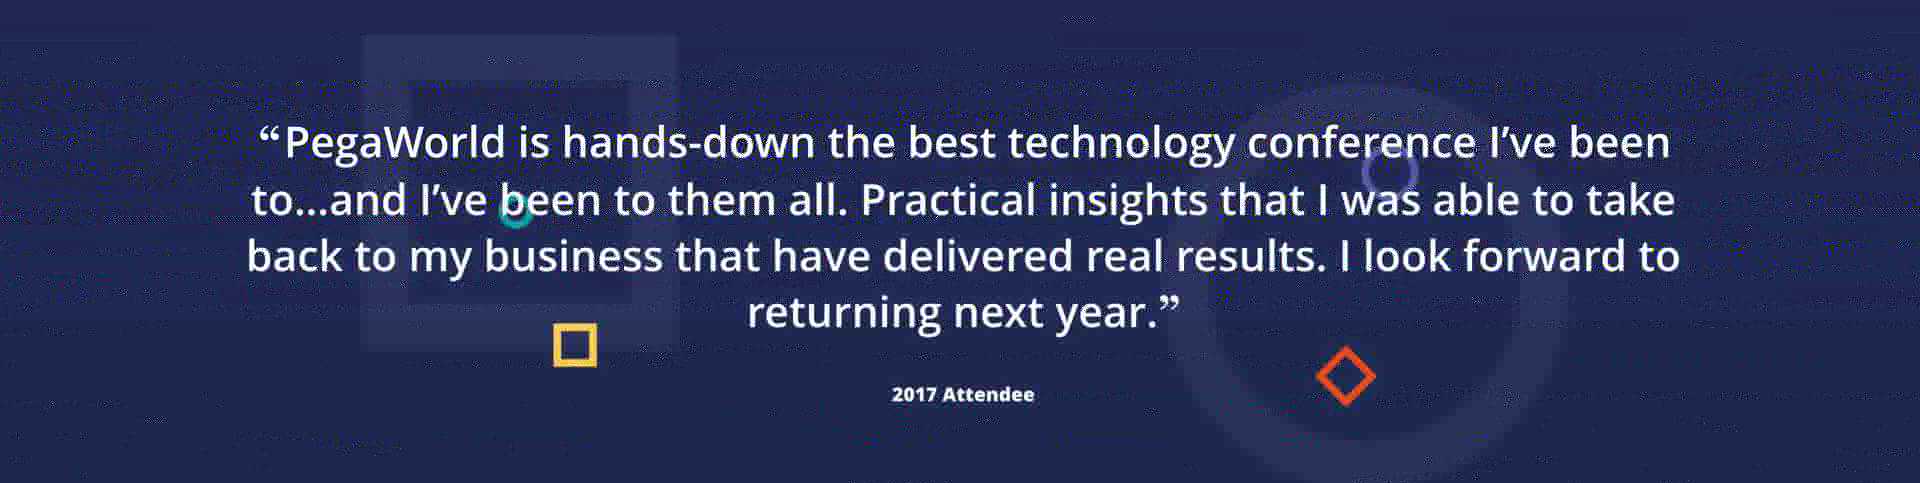 “PegaWorld is hands-down the best technology conference I’ve been
to...and I’ve been to them all. Practical insights that I was able to take
back to my business that have delivered real results. I look forward to
returning next year.”
2017 Attendee